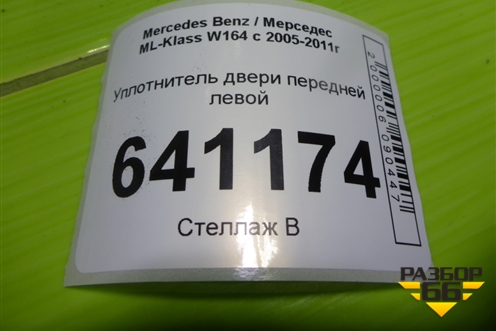 Mercedes Benz / Мерседес
ML-Klass W164 с 2005-2011г
Уплотнитель двери передней
левой
641174
Стеллаж В
2000006090447
РАЗБОР
66